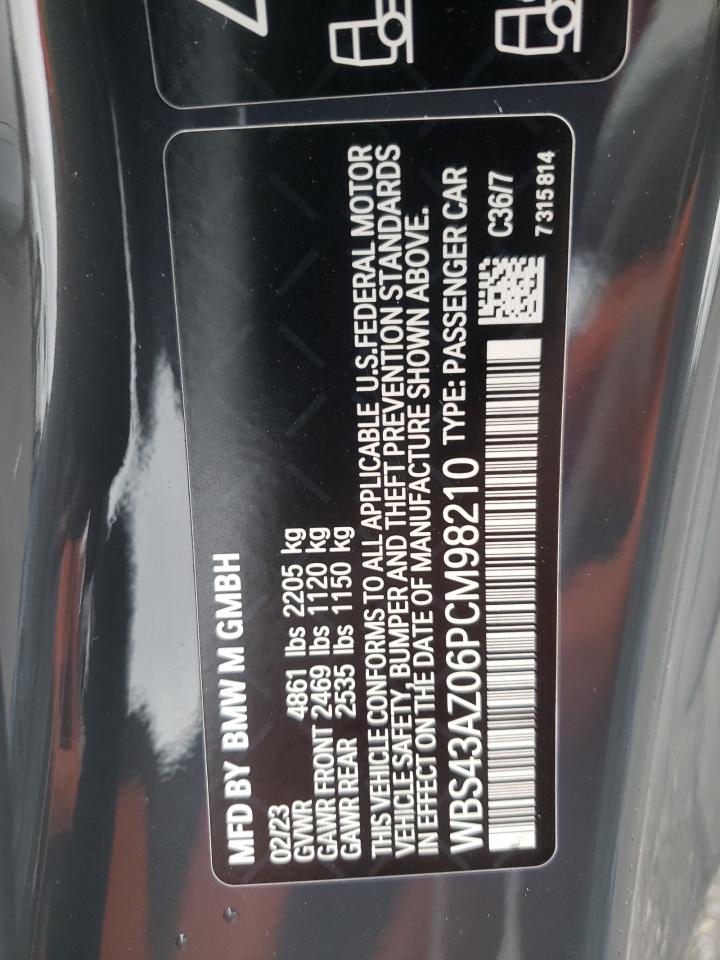 MFD BY BMW M GMBH
02/23
GVWR 4861 lbs 2205 kg
GAWR FRONT 2469 lbs 1120 kg
GAWR REAR 2535 lbs 1150 kg
THIS VEHICLE CONFORMS TO ALL APPLICABLE U.S.FEDERAL MOTOR
VEHICLE SAFETY, BUMPER AND THEFT PREVENTION STANDARDS
IN EFFECT ON THE DATE OF MANUFACTURE SHOWN ABOVE.
WBS43AZ06PCM98210 TYPE: PASSENGER CAR
C36/7
7 315 814